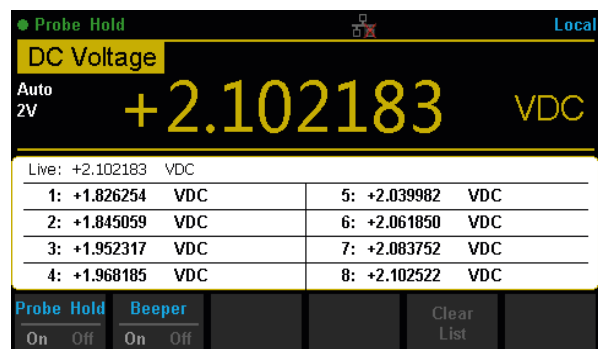 Probe Hold Local
DC Voltage
Auto
2V
+2.102183 VDC
Live: +2.102183 VDC
1: +1.826254 VDC 5: +2.039982 VDC
2: +1.845059 VDC 6: +2.061850 VDC
3: +1.952317 VDC 7: +2.083752 VDC
4: +1.968185 VDC 8: +2.102522 VDC
Probe Hold Beeper Clear
On Off On Off List